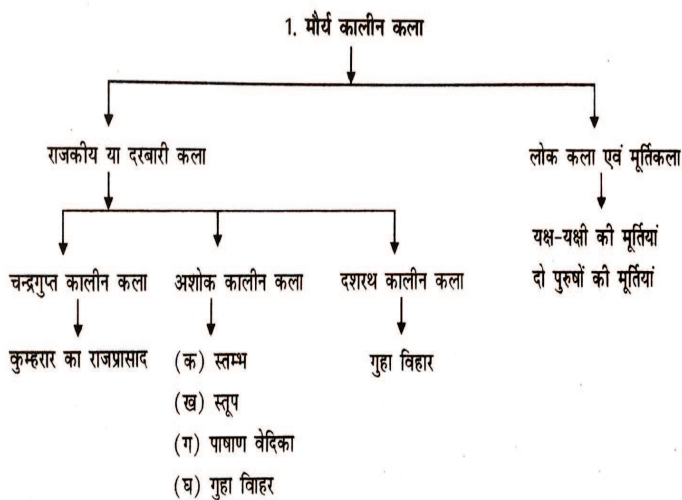 1. मौर्य कालीन कला
राजकीय या दरबारी कला
लोक कला एवं मूर्तिकला
यक्ष-यक्षी की मूर्तियां
दो पुरुषों की मूर्तियां
चन्द्रगुप्त कालीन कला
अशोक कालीन कला
दशरथ कालीन कला
कुम्हरार का राजप्रासाद
(क) स्तम्भ
गुहा विहार
(ख) स्तूप
(ग) पाषाण वेदिका
(घ) गुहा विाहर